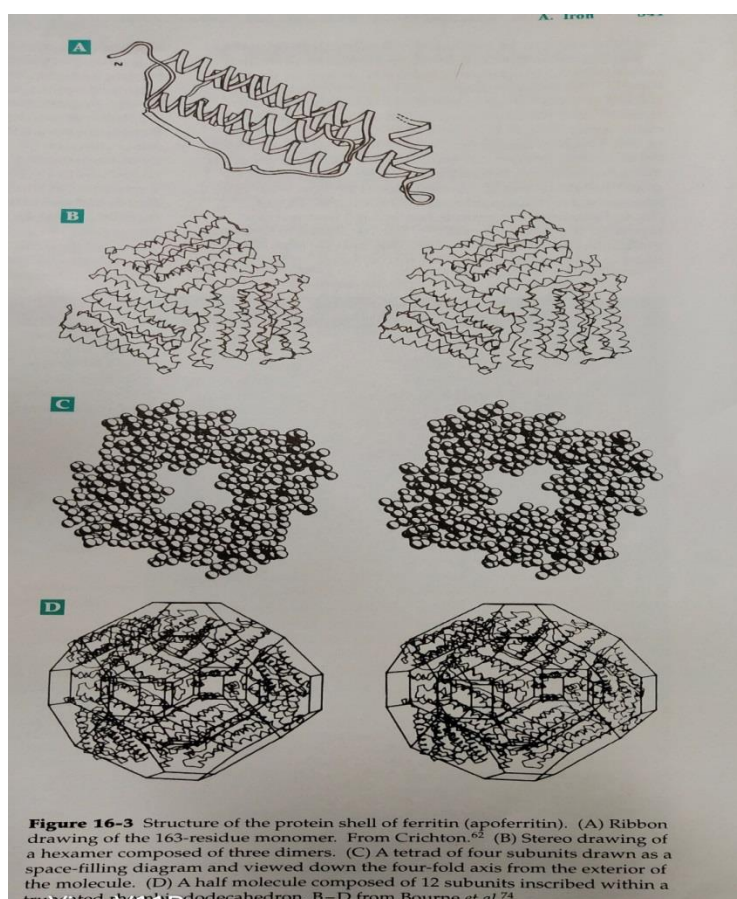 A. Iron
A
B
C
D
Figure 16-3 Structure of the protein shell of ferritin (apoferritin). (A) Ribbon
drawing of the 163-residue monomer. From Crichton.62 (B) Stereo drawing of
a hexamer composed of three dimers. (C) A tetrad of four subunits drawn as a
space-filling diagram and viewed down the four-fold axis from the exterior of
the molecule. (D) A half molecule composed of 12 subunits inscribed within a
truncated rhombic dodecahedron. B–D from Bourne et al.74